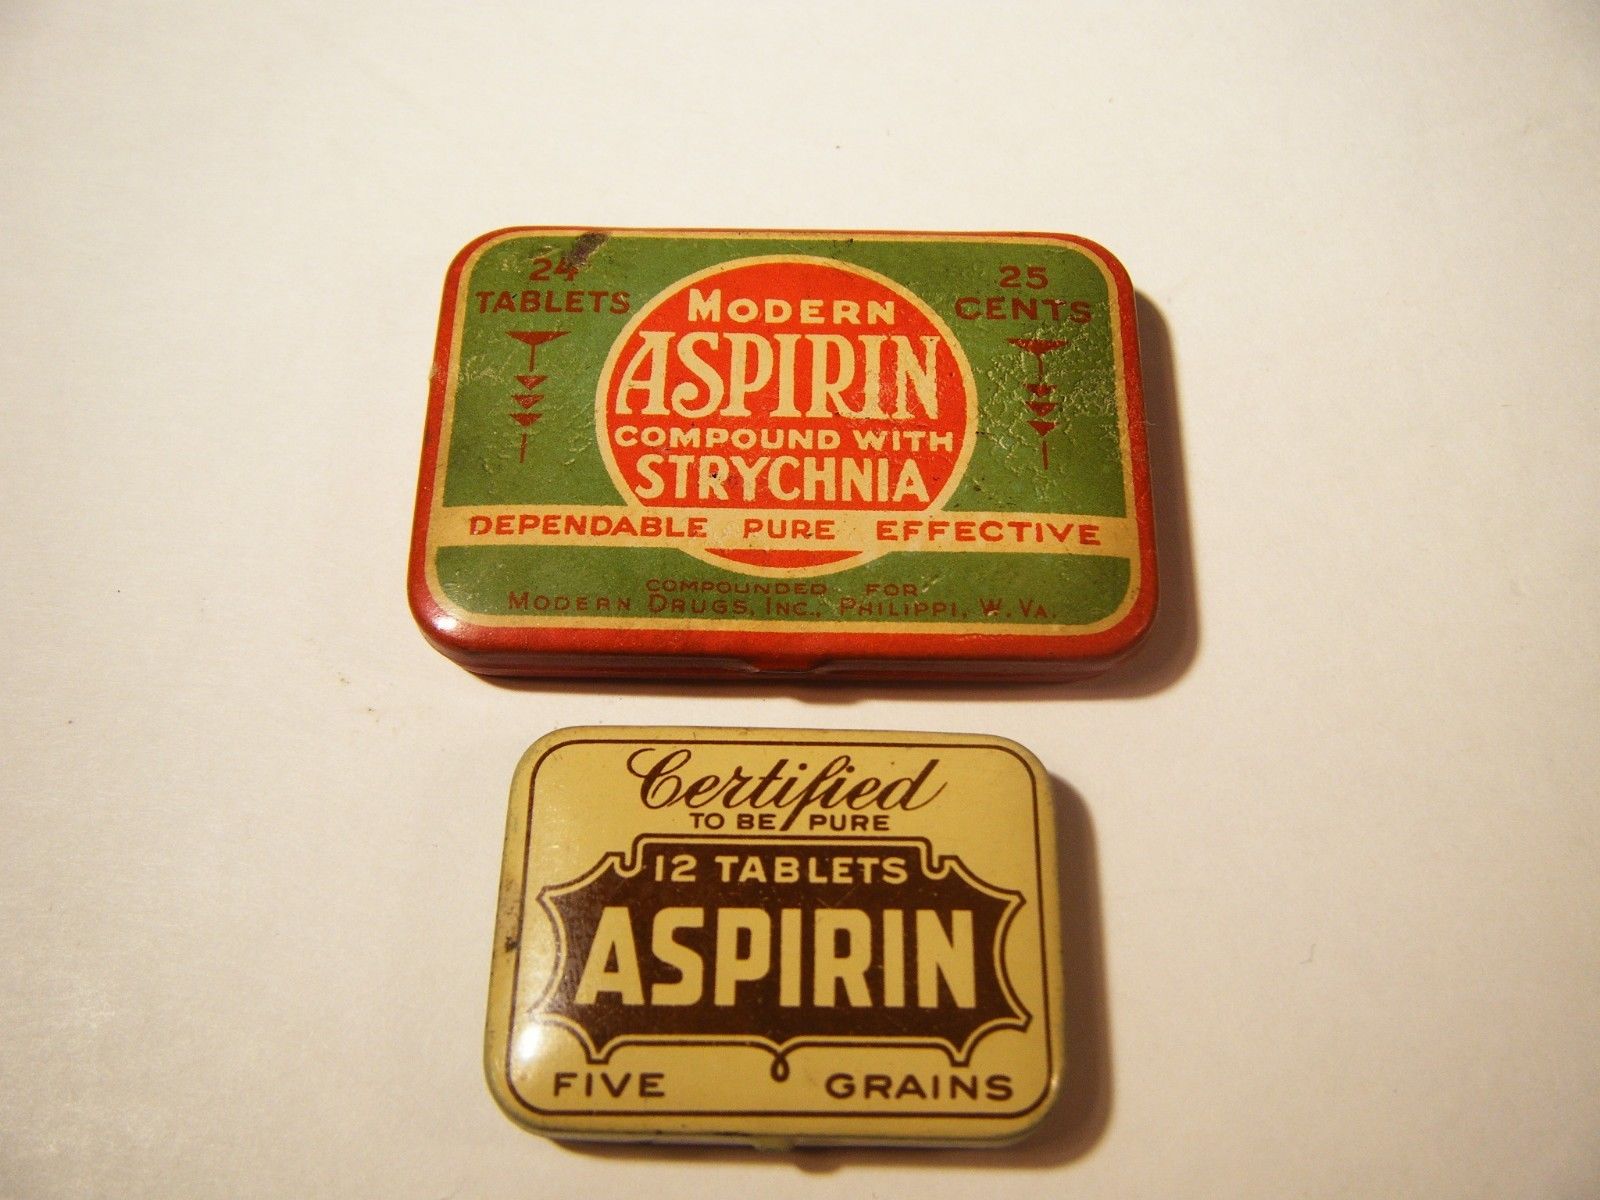 24
TABLETS
25
CENTS
MODERN
ASPIRIN
COMPOUND WITH
STRYCHNIA
DEPENDABLE PURE EFFECTIVE
COMPOUNDED FOR
MODERN DRUGS, INC., PHILIPPI, W. VA.
Certified
TO BE PURE
12 TABLETS
ASPIRIN
FIVE GRAINS